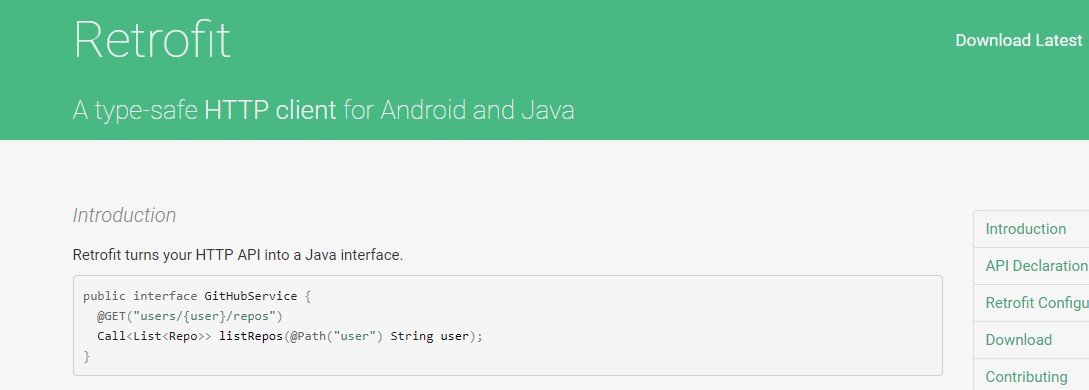 Retrofit
Download Latest
A type-safe HTTP client for Android and Java
Introduction
Retrofit turns your HTTP API into a Java interface.
public interface GitHubService {
  @GET("users/{user}/repos")
  Call<List<Repo>> listRepos(@Path("user") String user);
}
Introduction
API Declaration
Retrofit Configu
Download
Contributing